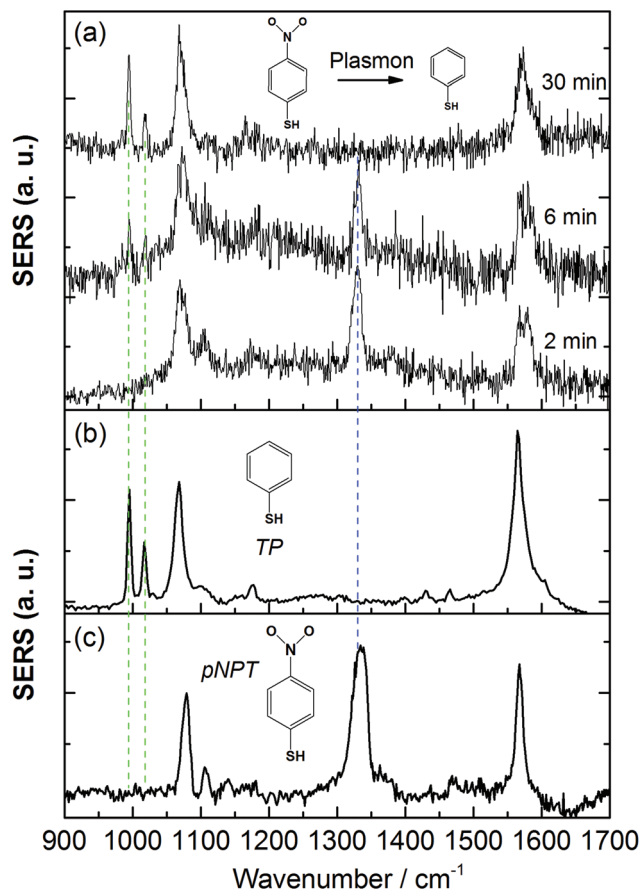 (a)
O O
N
SH
Plasmon
SH
30 min
6 min
2 min
SERS (a. u.)
(b)
SH
TP
SERS (a. u.)
(c)
O O
N
pNPT
SH
900 1000 1100 1200 1300 1400 1500 1600 1700
Wavenumber / cm⁻¹